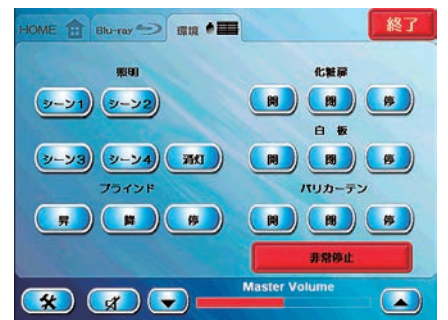 HOME Blu-ray 環境 終了
照明 化粧扉
シーン1 シーン2 開 閉 停
白 板
シーン3 シーン4 消灯 開 閉 停
ブラインド バリカーテン
昇 降 停 開 閉 停
非常停止
Master Volume